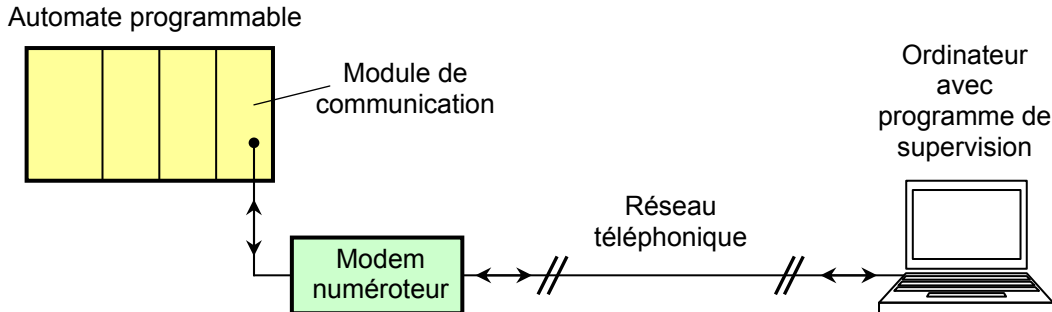 Automate programmable
Module de
communication
Ordinateur
avec
programme de
supervision
Réseau
téléphonique
Modem
numéroteur